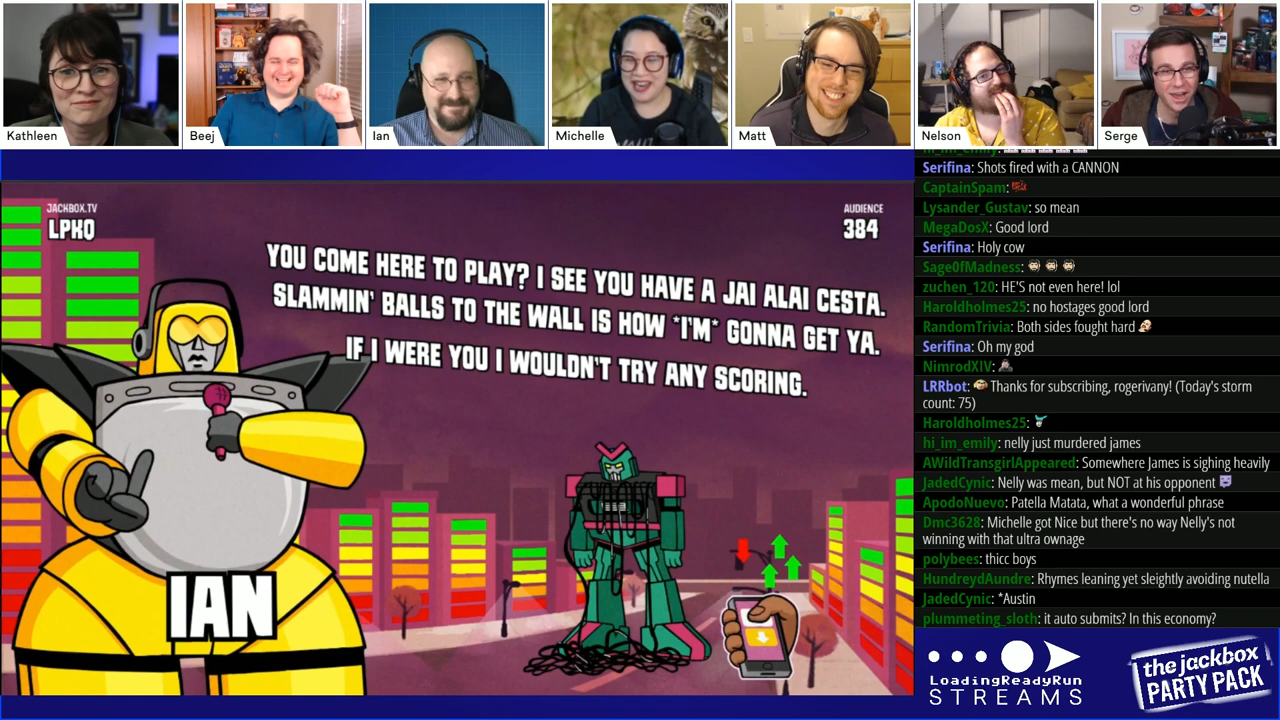 Kathleen
Beej
Ian
Michelle
Matt
Nelson
Serge
JACKBOX.TV
LPKQ
AUDIENCE
384
YOU COME HERE TO PLAY? I SEE YOU HAVE A JAI ALAI CESTA.
SLAMMIN' BALLS TO THE WALL IS HOW *I'M* GONNA GET YA.
IF I WERE YOU I WOULDN'T TRY ANY SCORING.
IAN
hi_im_emily:
Serifina: Shots fired with a CANNON
CaptainSpam:
Lysander_Gustav: so mean
MegaDosX: Good lord
Serifina: Holy cow
SageOfMadness:
zuchen_120: HE'S not even here! lol
Haroldholmes25: no hostages good lord
RandomTrivia: Both sides fought hard
Serifina: Oh my god
NimrodXIV:
LRRbot: Thanks for subscribing, rogerivany! (Today's storm
count: 75)
Haroldholmes25:
hi_im_emily: nelly just murdered james
AWildTransgirlAppeared: Somewhere James is sighing heavily
JadedCynic: Nelly was mean, but NOT at his opponent
ApodoNuevo: Patella Matata, what a wonderful phrase
Dmc3628: Michelle got Nice but there's no way Nelly's not
winning with that ultra ownage
polybees: thicc boys
HundreydAundre: Rhymes leaning yet sleightly avoiding nutella
JadedCynic: *Austin
plummeting_sloth: it auto submits? In this economy?
LoadingReadyRun
STREAMS
the jackbox
PARTY PACK